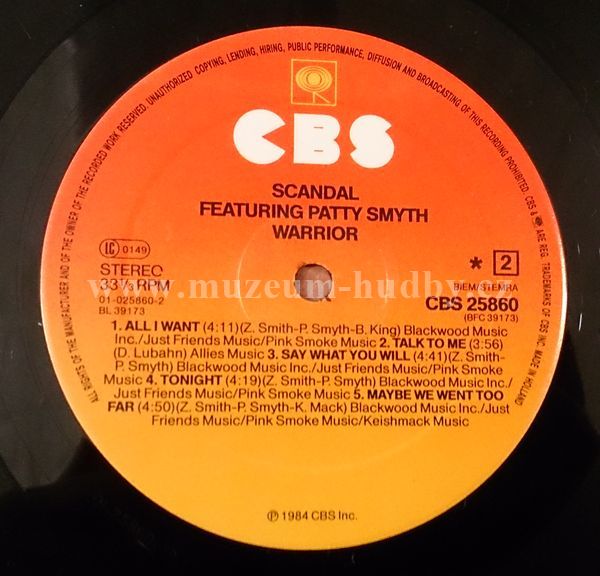 ALL RIGHTS OF THE MANUFACTURER AND OF THE OWNER OF THE RECORDED WORK RESERVED. UNAUTHORIZED COPYING, LENDING, HIRING, PUBLIC PERFORMANCE, DIFFUSION AND BROADCASTING OF THIS RECORDING PROHIBITED. CBS & ARE REG. TRADEMARKS OF CBS INC. MADE IN HOLLAND
CBS
SCANDAL
FEATURING PATTY SMYTH
WARRIOR
LC 0149
STEREO
33⅓ RPM
01-025860-2
BL 39173
* 2
BIEM/STEMRA
CBS 25860
(BFC 39173)
www.muzeum-hudby.
1. ALL I WANT (4:11)(Z. Smith-P. Smyth-B. King) Blackwood Music
Inc./Just Friends Music/Pink Smoke Music 2. TALK TO ME (3:56)
(D. Lubahn) Allies Music 3. SAY WHAT YOU WILL (4:41)(Z. Smith-
P. Smyth) Blackwood Music Inc./Just Friends Music/Pink Smoke
Music 4. TONIGHT (4:19)(Z. Smith-P. Smyth) Blackwood Music Inc./
Just Friends Music/Pink Smoke Music 5. MAYBE WE WENT TOO
FAR (4:50)(Z. Smith-P. Smyth-K. Mack) Blackwood Music Inc./Just
Friends Music/Pink Smoke Music/Keishmack Music
℗ 1984 CBS Inc.